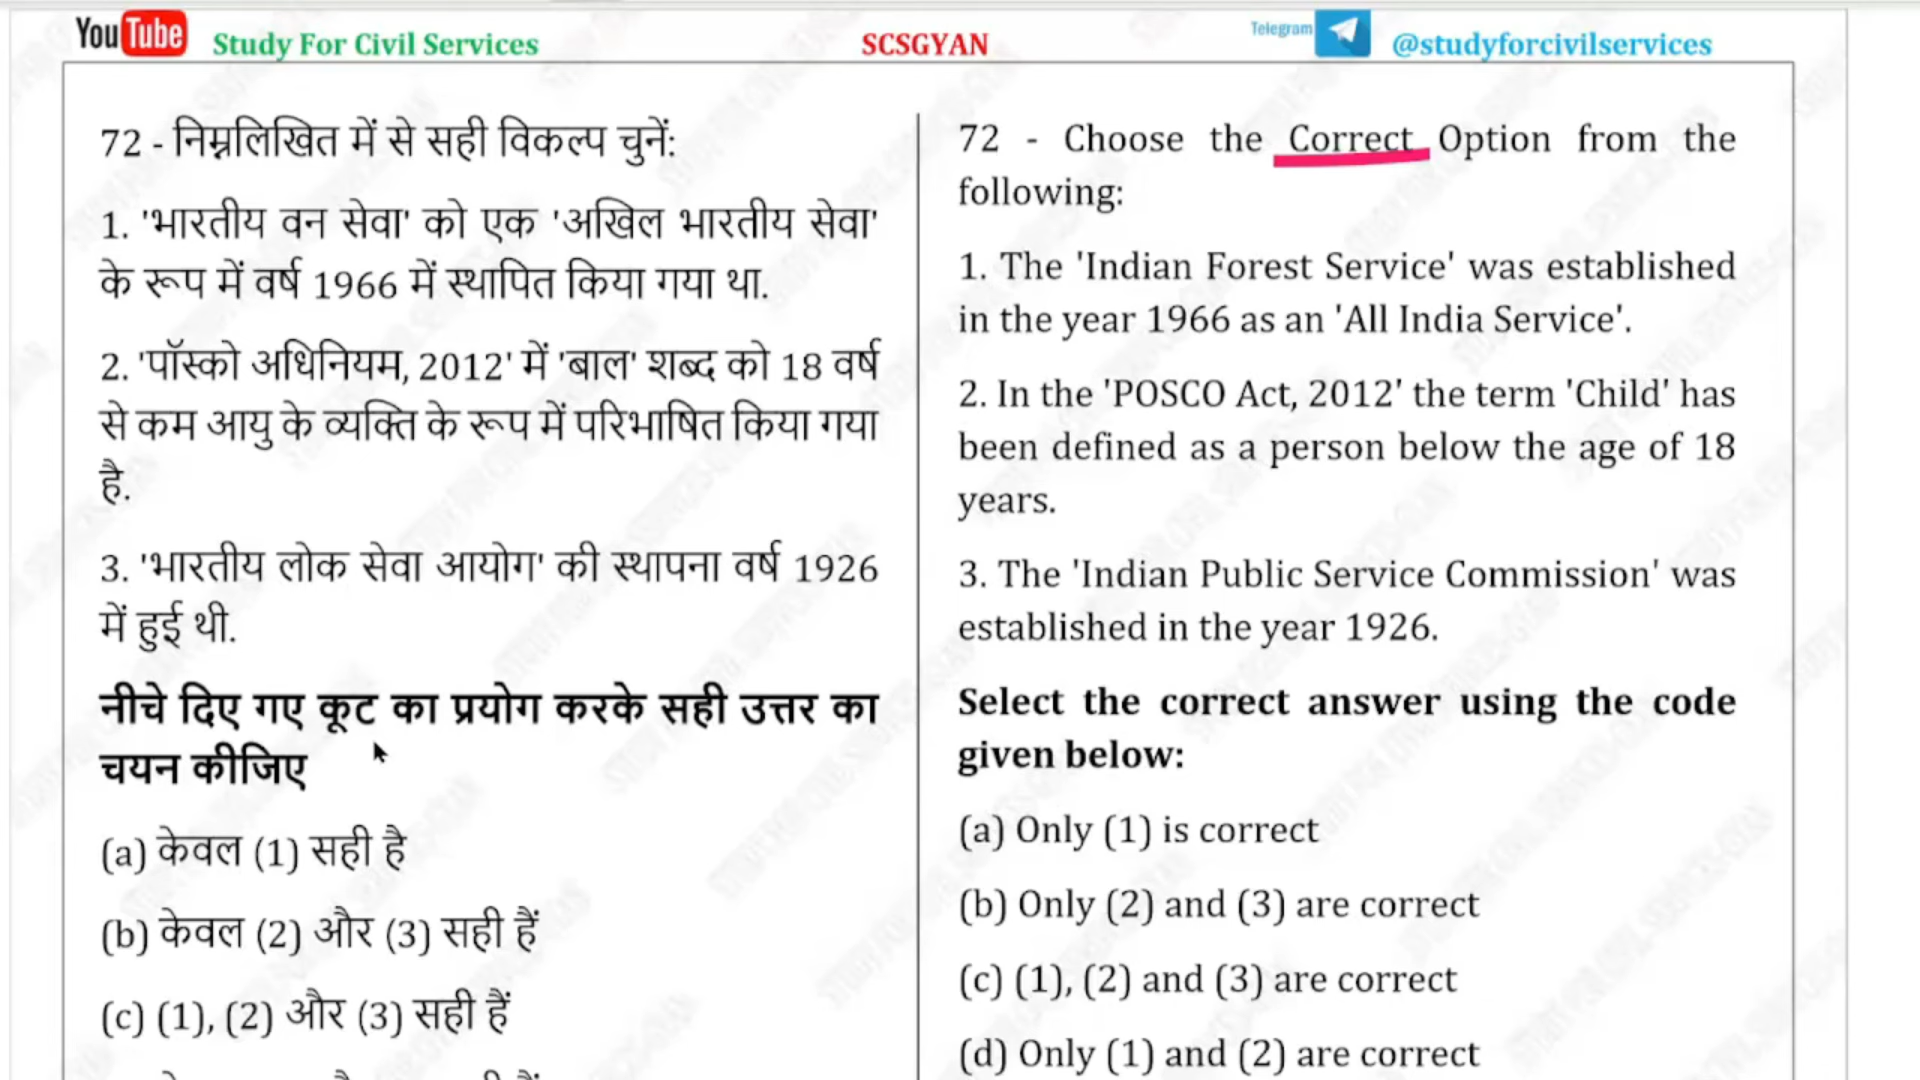 YouTube Study For Civil Services SCSGYAN Telegram @studyforcivilservices
72 - निम्नलिखित में से सही विकल्प चुनें:
1. 'भारतीय वन सेवा' को एक 'अखिल भारतीय सेवा'
के रूप में वर्ष 1966 में स्थापित किया गया था.
2. 'पॉस्को अधिनियम, 2012' में 'बाल' शब्द को 18 वर्ष
से कम आयु के व्यक्ति के रूप में परिभाषित किया गया
है.
3. 'भारतीय लोक सेवा आयोग' की स्थापना वर्ष 1926
में हुई थी.
नीचे दिए गए कूट का प्रयोग करके सही उत्तर का
चयन कीजिए
(a) केवल (1) सही है
(b) केवल (2) और (3) सही हैं
(c) (1), (2) और (3) सही हैं
72 - Choose the Correct Option from the
following:
1. The 'Indian Forest Service' was established
in the year 1966 as an 'All India Service'.
2. In the 'POSCO Act, 2012' the term 'Child' has
been defined as a person below the age of 18
years.
3. The 'Indian Public Service Commission' was
established in the year 1926.
Select the correct answer using the code
given below:
(a) Only (1) is correct
(b) Only (2) and (3) are correct
(c) (1), (2) and (3) are correct
(d) Only (1) and (2) are correct